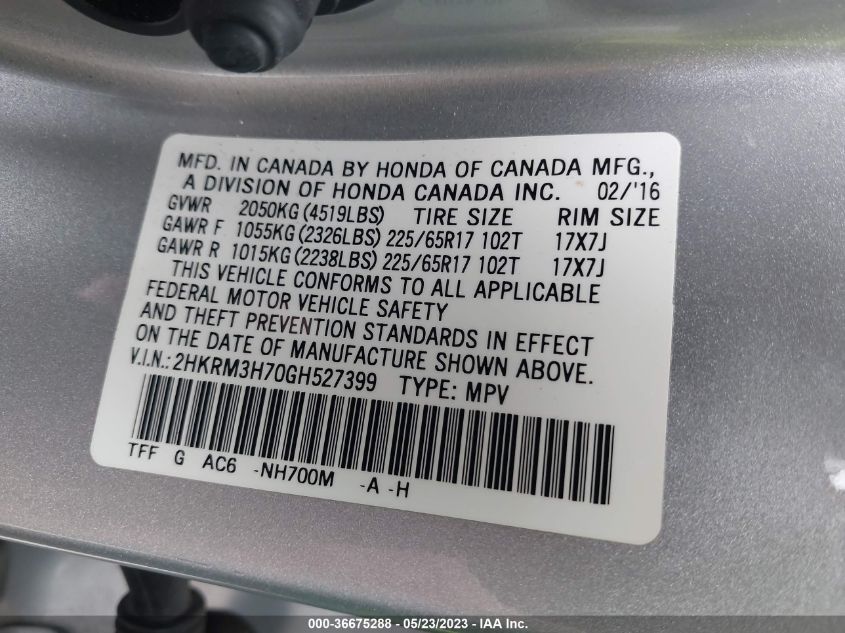 MFD. IN CANADA BY HONDA OF CANADA MFG.,
A DIVISION OF HONDA CANADA INC. 02/'16
GVWR 2050KG (4519LBS) TIRE SIZE RIM SIZE
GAWR F 1055KG (2326LBS) 225/65R17 102T 17X7J
GAWR R 1015KG (2238LBS) 225/65R17 102T 17X7J
THIS VEHICLE CONFORMS TO ALL APPLICABLE
FEDERAL MOTOR VEHICLE SAFETY
AND THEFT PREVENTION STANDARDS IN EFFECT
ON THE DATE OF MANUFACTURE SHOWN ABOVE.
V.I.N.: 2HKRM3H70GH527399 TYPE: MPV
TFF G AC6 -NH700M -A -H
000-36675288 - 05/23/2023 - IAA Inc.